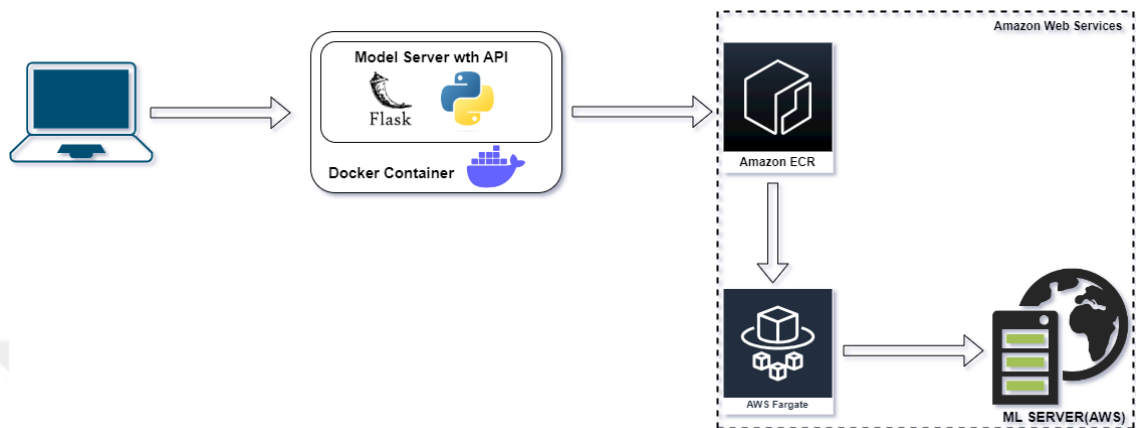 Amazon Web Services
Model Server wth API
Flask
Docker Container
Amazon ECR
AWS Fargate
ML SERVER(AWS)